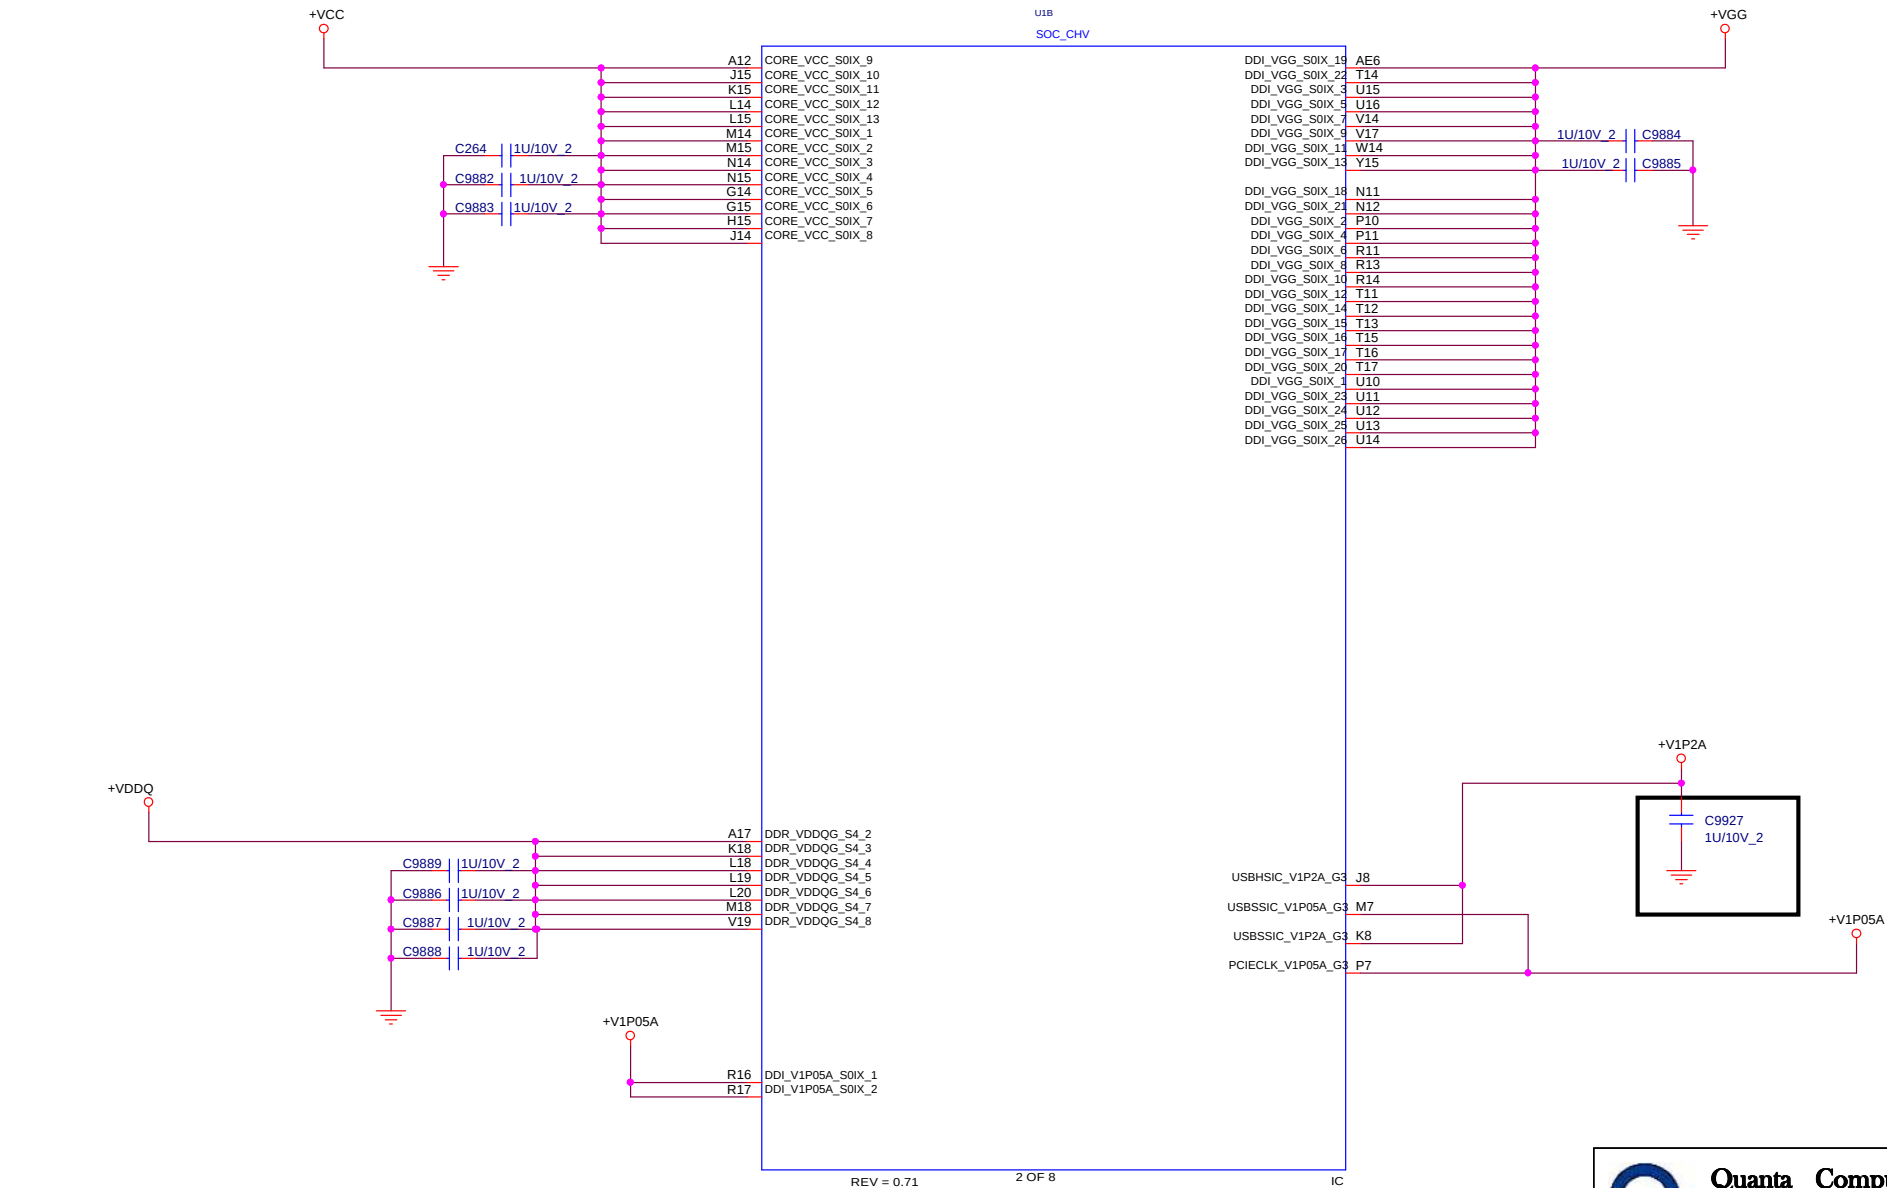 +VCC
U1B
+VGG
SOC_CHV
A12 CORE_VCC_S0IX_9
J15 CORE_VCC_S0IX_10
K15 CORE_VCC_S0IX_11
L14 CORE_VCC_S0IX_12
L15 CORE_VCC_S0IX_13
M14 CORE_VCC_S0IX_1
C264 1U/10V_2 M15 CORE_VCC_S0IX_2
N14 CORE_VCC_S0IX_3
C9882 1U/10V_2 N15 CORE_VCC_S0IX_4
G14 CORE_VCC_S0IX_5
C9883 1U/10V_2 G15 CORE_VCC_S0IX_6
H15 CORE_VCC_S0IX_7
J14 CORE_VCC_S0IX_8
DDI_VGG_S0IX_19 AE6
DDI_VGG_S0IX_22 T14
DDI_VGG_S0IX_3 U15
DDI_VGG_S0IX_5 U16
DDI_VGG_S0IX_7 V14
DDI_VGG_S0IX_9 V17 1U/10V_2 C9884
DDI_VGG_S0IX_11 W14
DDI_VGG_S0IX_13 Y15 1U/10V_2 C9885
DDI_VGG_S0IX_18 N11
DDI_VGG_S0IX_21 N12
DDI_VGG_S0IX_2 P10
DDI_VGG_S0IX_4 P11
DDI_VGG_S0IX_6 R11
DDI_VGG_S0IX_8 R13
DDI_VGG_S0IX_10 R14
DDI_VGG_S0IX_12 T11
DDI_VGG_S0IX_14 T12
DDI_VGG_S0IX_15 T13
DDI_VGG_S0IX_16 T15
DDI_VGG_S0IX_17 T16
DDI_VGG_S0IX_20 T17
DDI_VGG_S0IX_1 U10
DDI_VGG_S0IX_23 U11
DDI_VGG_S0IX_24 U12
DDI_VGG_S0IX_25 U13
DDI_VGG_S0IX_26 U14
+VDDQ
A17 DDR_VDDQG_S4_2
K18 DDR_VDDQG_S4_3
C9889 1U/10V_2 L18 DDR_VDDQG_S4_4
L19 DDR_VDDQG_S4_5
C9886 1U/10V_2 L20 DDR_VDDQG_S4_6
M18 DDR_VDDQG_S4_7
C9887 1U/10V_2 V19 DDR_VDDQG_S4_8
C9888 1U/10V_2
+V1P2A
C9927
1U/10V_2
USBHSIC_V1P2A_G3 J8
USBSSIC_V1P05A_G3 M7
+V1P05A
USBSSIC_V1P2A_G3 K8
PCIECLK_V1P05A_G3 P7
+V1P05A
R16 DDI_V1P05A_S0IX_1
R17 DDI_V1P05A_S0IX_2
REV = 0.71
2 OF 8
IC
Quanta Compu